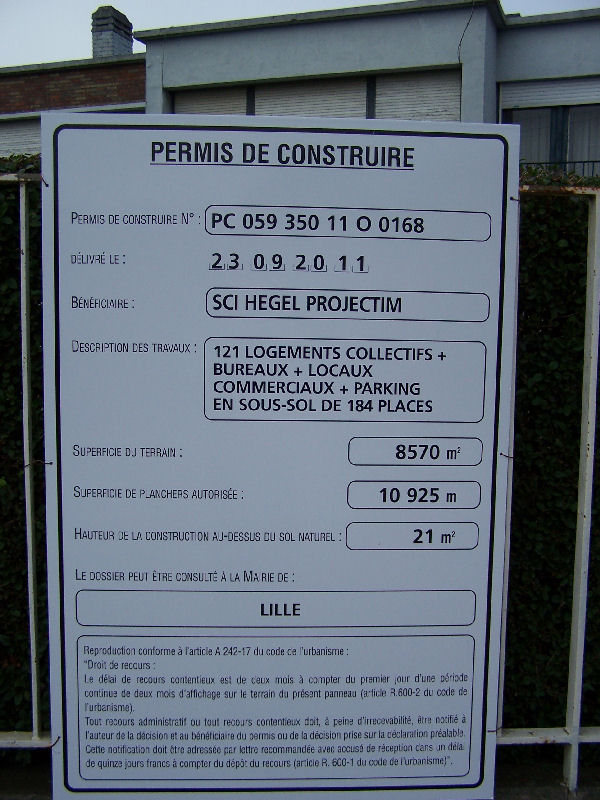 PERMIS DE CONSTRUIRE
PERMIS DE CONSTRUIRE N° : PC 059 350 11 O 0168
DÉLIVRÉ LE : 23 09 2011
BÉNÉFICIAIRE : SCI HEGEL PROJECTIM
DESCRIPTION DES TRAVAUX : 121 LOGEMENTS COLLECTIFS +
BUREAUX + LOCAUX
COMMERCIAUX + PARKING
EN SOUS-SOL DE 184 PLACES
SUPERFICIE DU TERRAIN : 8570 m²
SUPERFICIE DE PLANCHERS AUTORISÉE : 10 925 m
HAUTEUR DE LA CONSTRUCTION AU-DESSUS DU SOL NATUREL : 21 m²
LE DOSSIER PEUT ÊTRE CONSULTÉ À LA MAIRIE DE :
LILLE
Reproduction conforme à l'article A 242-17 du code de l'urbanisme :
"Droit de recours :
Le délai de recours contentieux est de deux mois à compter du premier jour d'une période
continue de deux mois d'affichage sur le terrain du présent panneau (article R.600-2 du code de
l'urbanisme).
Tout recours administratif ou tout recours contentieux doit, à peine d'irrecevabilité, être notifié à
l'auteur de la décision et au bénéficiaire du permis ou de la décision prise sur la déclaration préalable.
Cette notification doit être adressée par lettre recommandée avec accusé de réception dans un délai
de quinze jours francs à compter du dépôt du recours (article R. 600-1 du code de l'urbanisme)".